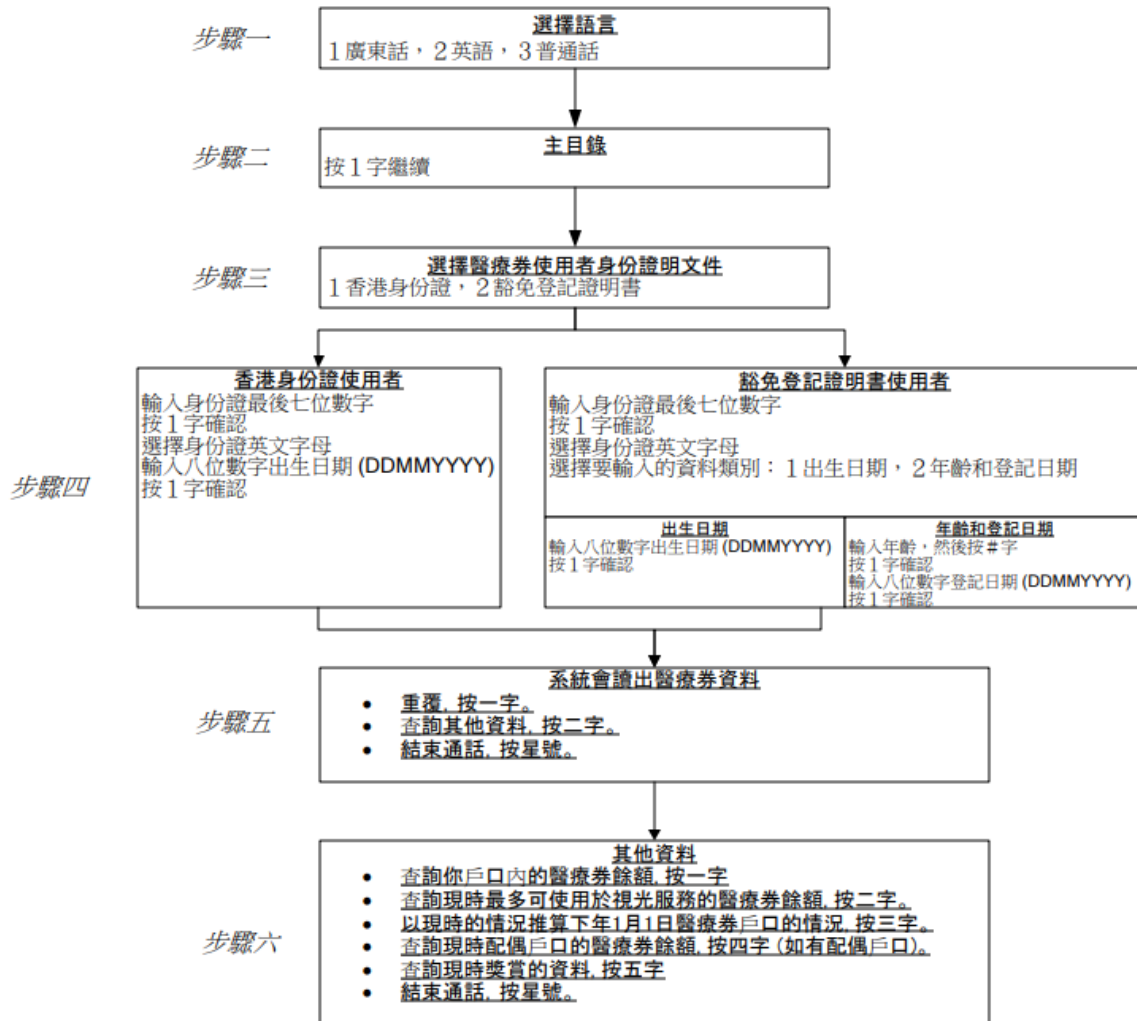 步驟一
選擇語言
1廣東話，2英語，3普通話
步驟二
主目錄
按1字繼續
步驟三
選擇醫療券使用者身份證明文件
1香港身份證，2豁免登記證明書
步驟四
香港身份證使用者
輸入身份證最後七位數字
按1字確認
選擇身份證英文字母
輸入八位數字出生日期 (DDMMYYYY)
按1字確認
豁免登記證明書使用者
輸入身份證最後七位數字
按1字確認
選擇身份證英文字母
選擇要輸入的資料類別：1出生日期，2年齡和登記日期
出生日期
輸入八位數字出生日期 (DDMMYYYY)
按1字確認
年齡和登記日期
輸入年齡，然後按#字
按1字確認
輸入八位數字登記日期 (DDMMYYYY)
按1字確認
步驟五
系統會讀出醫療券資料
• 重覆, 按一字。
• 查詢其他資料, 按二字。
• 結束通話, 按星號。
步驟六
其他資料
• 查詢你戶口內的醫療券餘額, 按一字
• 查詢現時最多可使用於視光服務的醫療券餘額, 按二字。
• 以現時的情況推算下年1月1日醫療券戶口的情況, 按三字。
• 查詢現時配偶戶口的醫療券餘額, 按四字 (如有配偶戶口)。
• 查詢現時獎賞的資料, 按五字
• 結束通話, 按星號。